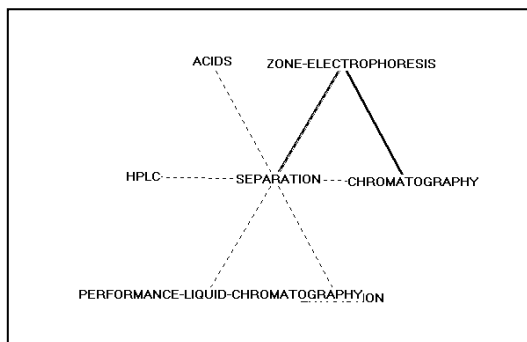 ACIDS
ZONE-ELECTROPHORESIS
HPLC
SEPARATION
CHROMATOGRAPHY
PERFORMANCE-LIQUID-CHROMATOGRAPHY